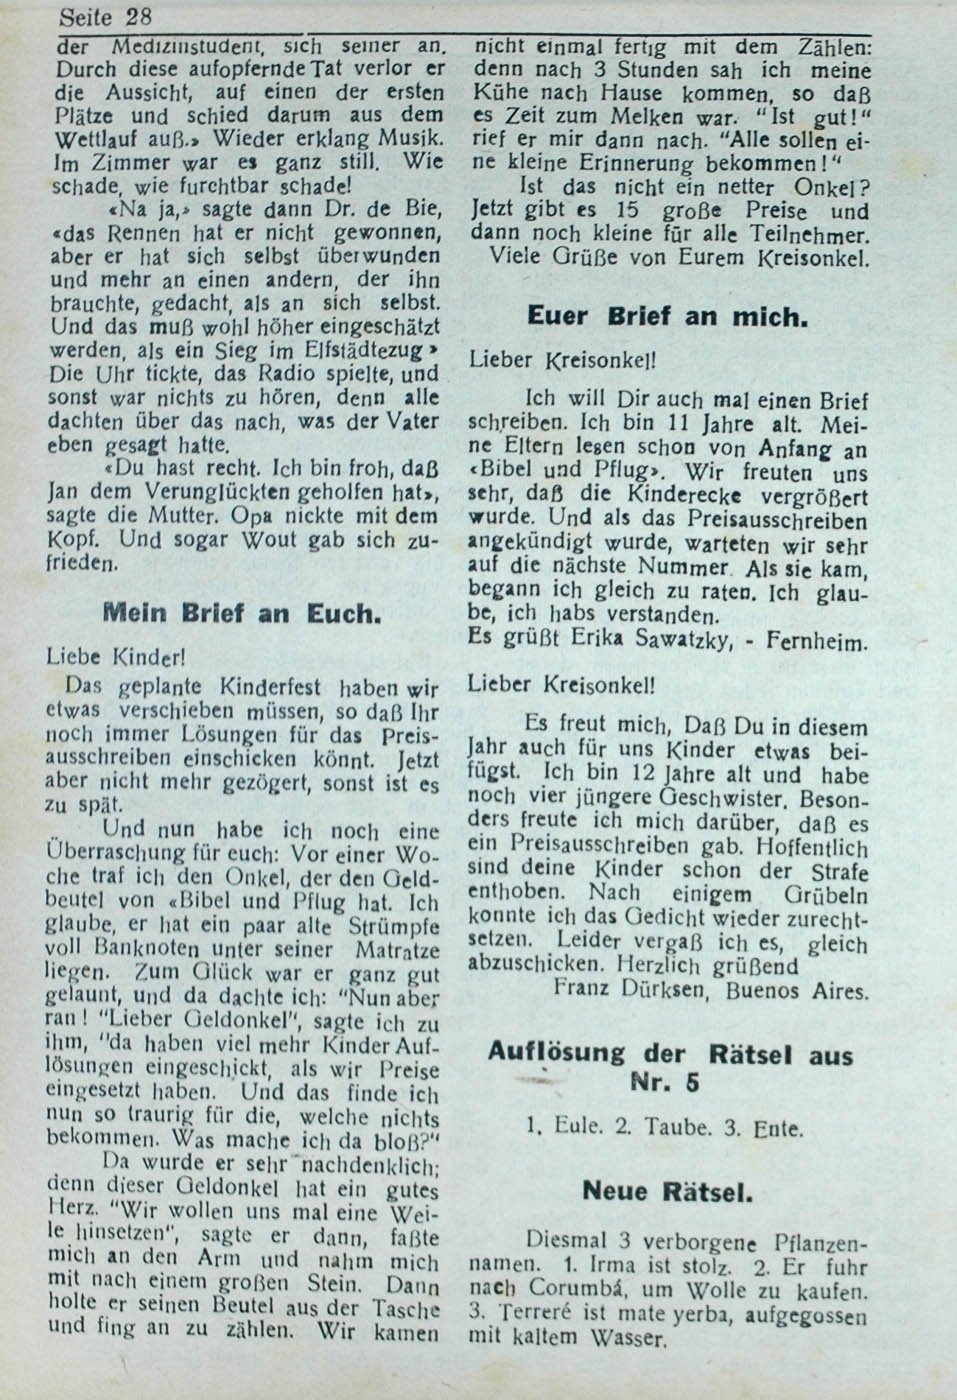 Seite 28
der Medizinstudent, sich seiner an.
Durch diese aufopfernde Tat verlor er
die Aussicht, auf einen der ersten
Plätze und schied darum aus dem
Wettlauf auß.» Wieder erklang Musik.
Im Zimmer war es ganz still. Wie
schade, wie furchtbar schade!
«Na ja,» sagte dann Dr. de Bie,
«das Rennen hat er nicht gewonnen,
aber er hat sich selbst überwunden
und mehr an einen andern, der ihn
brauchte, gedacht, als an sich selbst.
Und das muß wohl höher eingeschätzt
werden, als ein Sieg im Elfstädtezug»
Die Uhr tickte, das Radio spielte, und
sonst war nichts zu hören, denn alle
dachten über das nach, was der Vater
eben gesagt hatte.
«Du hast recht. Ich bin froh, daß
Jan dem Verunglückten geholfen hat»,
sagte die Mutter. Opa nickte mit dem
Kopf. Und sogar Wout gab sich zu-
frieden.
Mein Brief an Euch.
Liebe Kinder!
Das geplante Kinderfest haben wir
etwas verschieben müssen, so daß Ihr
noch immer Lösungen für das Preis-
ausschreiben einschicken könnt. Jetzt
aber nicht mehr gezögert, sonst ist es
zu spät.
Und nun habe ich noch eine
Überraschung für euch: Vor einer Wo-
che traf ich den Onkel, der den Geld-
beutel von «Bibel und Pflug hat. Ich
glaube, er hat ein paar alte Strümpfe
voll Banknoten unter seiner Matratze
liegen. Zum Glück war er ganz gut
gelaunt, und da dachte ich: "Nun aber
ran! "Lieber Geldonkel", sagte ich zu
ihm, "da haben viel mehr Kinder Auf-
lösungen eingeschickt, als wir Preise
eingesetzt haben. Und das finde ich
nun so traurig für die, welche nichts
bekommen. Was mache ich da bloß?"
Da wurde er sehr nachdenklich;
denn dieser Geldonkel hat ein gutes
Herz. "Wir wollen uns mal eine Wei-
le hinsetzen", sagte er dann, faßte
mich an den Arm und nahm mich
mit nach einem großen Stein. Dann
holte er seinen Beutel aus der Tasche
und fing an zu zählen. Wir kamen
nicht einmal fertig mit dem Zählen:
denn nach 3 Stunden sah ich meine
Kühe nach Hause kommen, so daß
es Zeit zum Melken war. "Ist gut!"
rief er mir dann nach. "Alle sollen ei-
ne kleine Erinnerung bekommen!"
Ist das nicht ein netter Onkel?
Jetzt gibt es 15 große Preise und
dann noch kleine für alle Teilnehmer.
Viele Grüße von Eurem Kreisonkel.
Euer Brief an mich.
Lieber Kreisonkel!
Ich will Dir auch mal einen Brief
schreiben. Ich bin 11 Jahre alt. Mei-
ne Eltern lesen schon von Anfang an
«Bibel und Pflug». Wir freuten uns
sehr, daß die Kinderecke vergrößert
wurde. Und als das Preisausschreiben
angekündigt wurde, warteten wir sehr
auf die nächste Nummer. Als sie kam,
begann ich gleich zu raten. Ich glau-
be, ich habs verstanden.
Es grüßt Erika Sawatzky, - Fernheim.
Lieber Kreisonkel!
Es freut mich, Daß Du in diesem
Jahr auch für uns Kinder etwas bei-
fügst. Ich bin 12 Jahre alt und habe
noch vier jüngere Geschwister. Beson-
ders freute ich mich darüber, daß es
ein Preisausschreiben gab. Hoffentlich
sind deine Kinder schon der Strafe
enthoben. Nach einigem Grübeln
konnte ich das Gedicht wieder zurecht-
setzen. Leider vergaß ich es, gleich
abzuschicken. Herzlich grüßend
Franz Dürksen, Buenos Aires.
Auflösung der Rätsel aus
Nr. 5
1. Eule. 2. Taube. 3. Ente.
Neue Rätsel.
Diesmal 3 verborgene Pflanzen-
namen. 1. Irma ist stolz. 2. Er fuhr
nach Corumbá, um Wolle zu kaufen.
3. Terreré ist mate yerba, aufgegossen
mit kaltem Wasser.